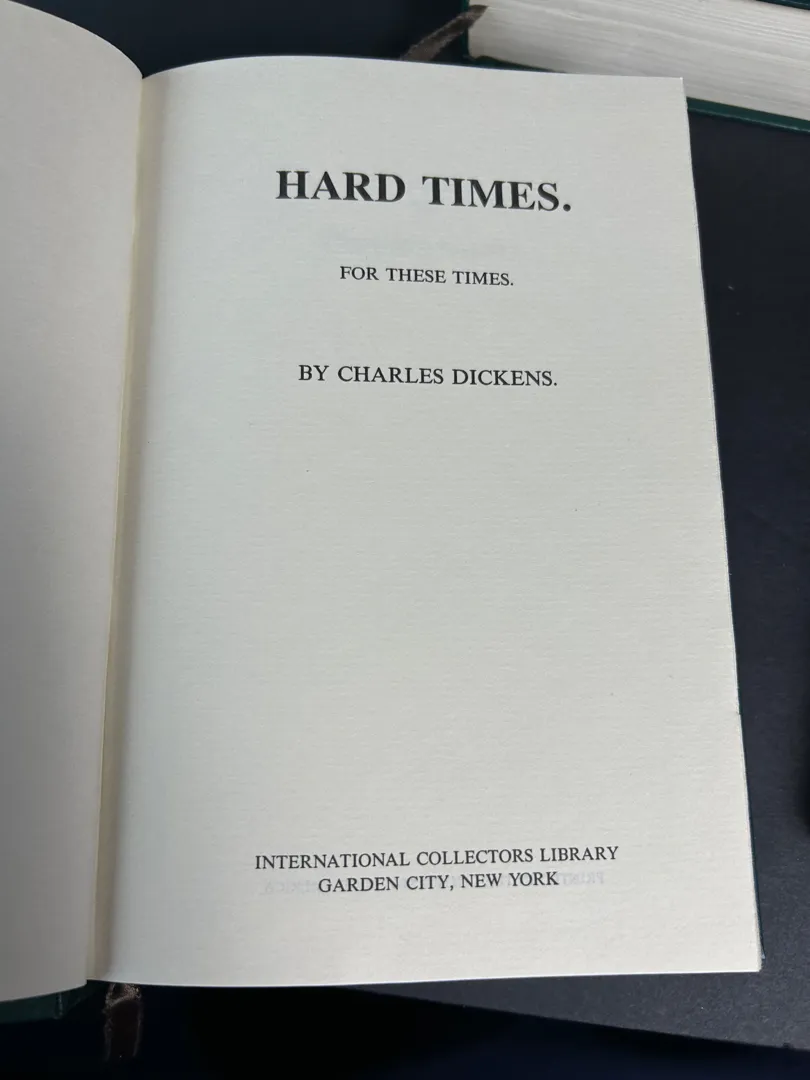 HARD TIMES.
FOR THESE TIMES.
BY CHARLES DICKENS.
INTERNATIONAL COLLECTORS LIBRARY
GARDEN CITY, NEW YORK